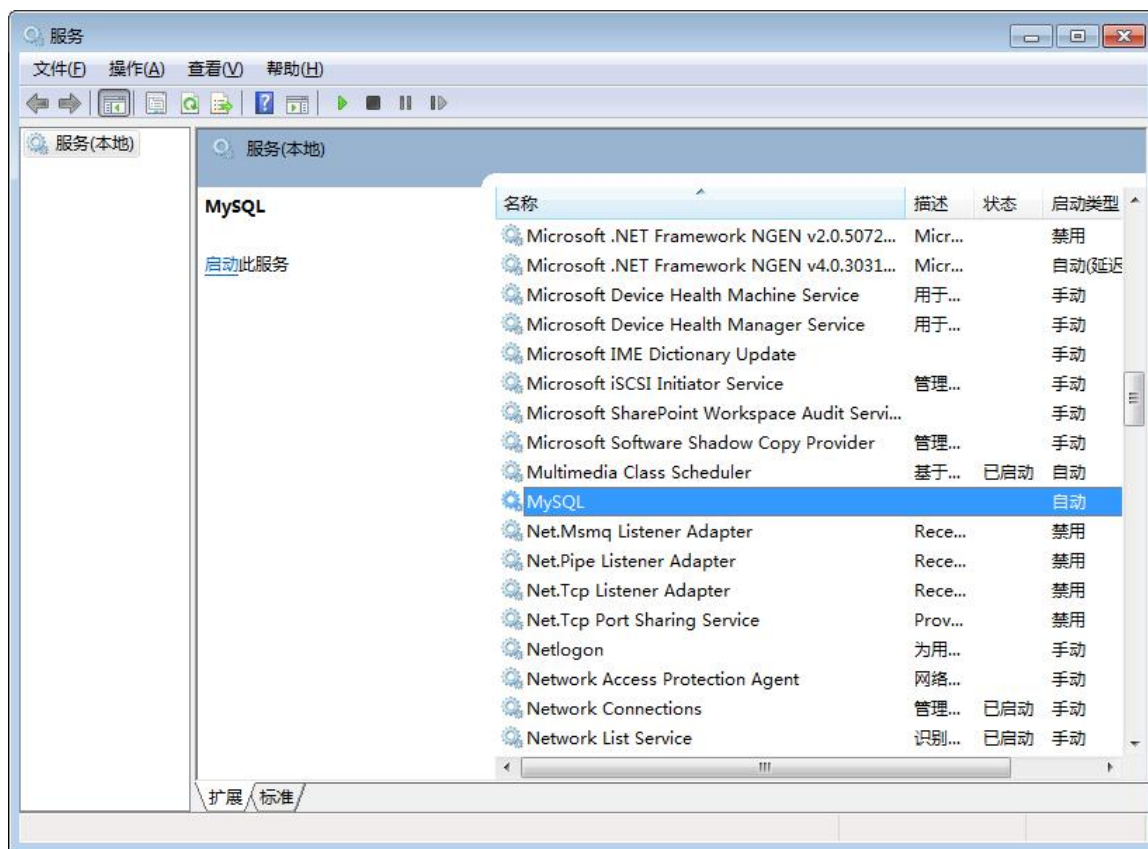 服务
文件(F) 操作(A) 查看(V) 帮助(H)
服务(本地)
服务(本地)
MySQL
启动此服务
名称 描述 状态 启动类型
Microsoft .NET Framework NGEN v2.0.5072... Micr... 禁用
Microsoft .NET Framework NGEN v4.0.3031... Micr... 自动(延迟
Microsoft Device Health Machine Service 用于... 手动
Microsoft Device Health Manager Service 用于... 手动
Microsoft IME Dictionary Update 手动
Microsoft iSCSI Initiator Service 管理... 手动
Microsoft SharePoint Workspace Audit Servi... 手动
Microsoft Software Shadow Copy Provider 管理... 手动
Multimedia Class Scheduler 基于... 已启动 自动
MySQL 自动
Net.Msmq Listener Adapter Rece... 禁用
Net.Pipe Listener Adapter Rece... 禁用
Net.Tcp Listener Adapter Rece... 禁用
Net.Tcp Port Sharing Service Prov... 禁用
Netlogon 为用... 手动
Network Access Protection Agent 网络... 手动
Network Connections 管理... 已启动 手动
Network List Service 识别... 已启动 手动
扩展 标准